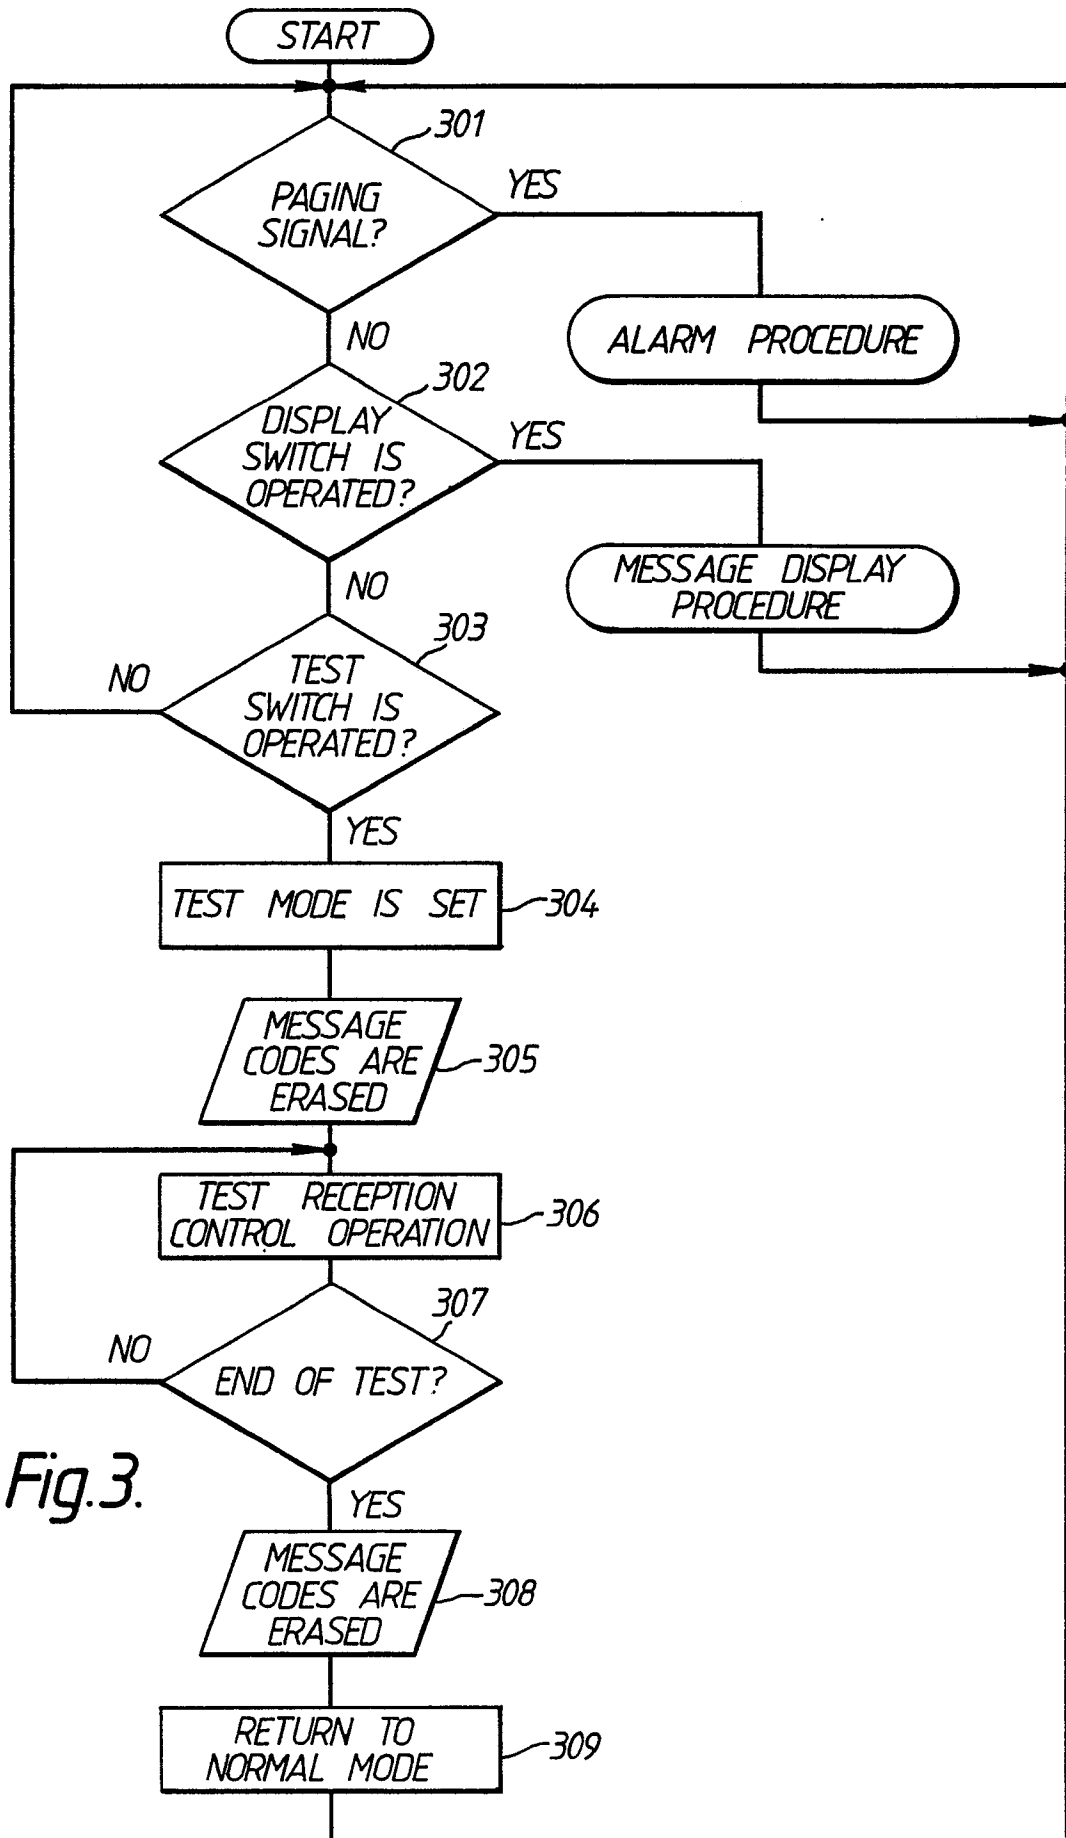 START
301
PAGING
SIGNAL?
YES
NO
ALARM PROCEDURE
302
DISPLAY
SWITCH IS
OPERATED?
YES
NO
MESSAGE DISPLAY
PROCEDURE
303
TEST
SWITCH IS
OPERATED?
NO
YES
TEST MODE IS SET
304
MESSAGE
CODES ARE
ERASED
305
TEST RECEPTION
CONTROL OPERATION
306
307
END OF TEST?
NO
YES
Fig.3.
MESSAGE
CODES ARE
ERASED
308
RETURN TO
NORMAL MODE
309